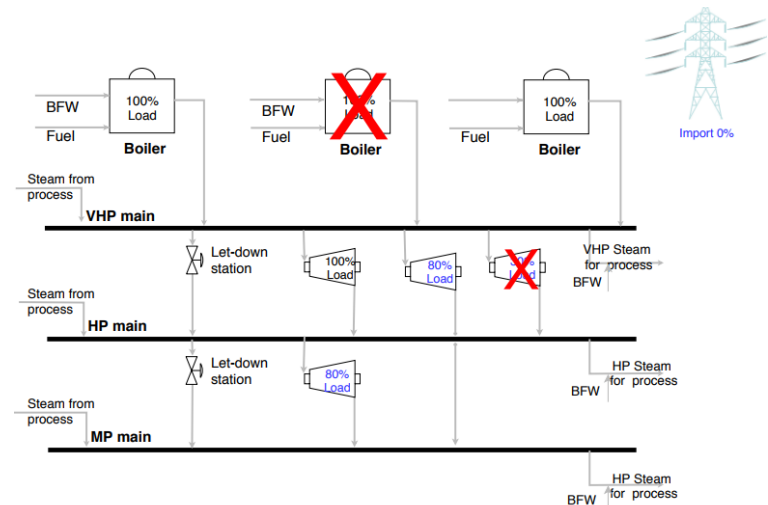 100%
Load
BFW
Fuel
Boiler
Load
BFW
Fuel
Boiler
100%
Load
Fuel
Boiler
Import 0%
Steam from
process
VHP main
Let-down
station
100%
Load
80%
Load
VHP Steam
for process
BFW
Steam from
process
HP main
Let-down
station
80%
Load
HP Steam
for process
BFW
Steam from
process
MP main
HP Steam
for process
BFW